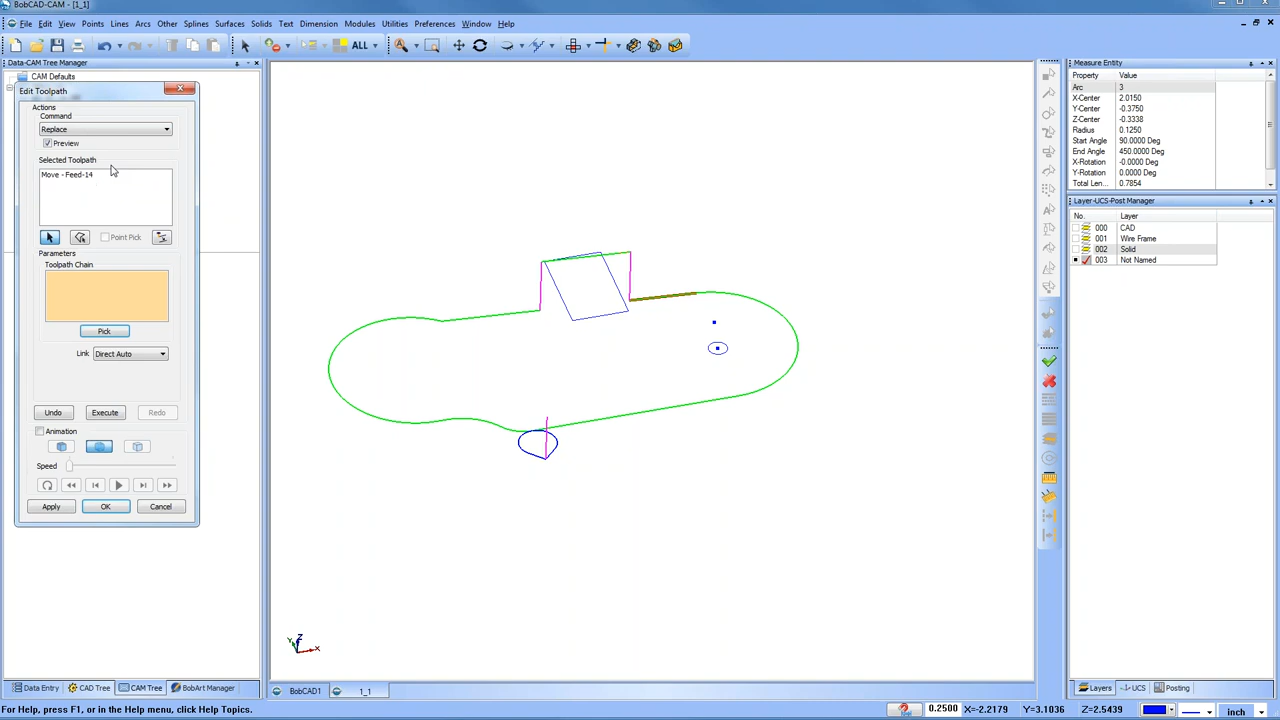 BobCAD-CAM - [1_1]
File Edit View Points Lines Arcs Other Splines Surfaces Solids Text Dimension Modules Utilities Preferences Window Help
ALL
Data-CAM Tree Manager
CAM Defaults
Edit Toolpath
Actions
Command
Replace
Preview
Selected Toolpath
Move - Feed-14
Point Pick
Parameters
Toolpath Chain
Pick
Link Direct Auto
Undo Execute Redo
Animation
Speed
Apply OK Cancel
Data Entry CAD Tree CAM Tree BobArt Manager
Y Z X
BobCAD1 1_1
Measure Entity
Property Value
Arc 3
X-Center 2.0150
Y-Center -0.3750
Z-Center -0.3338
Radius 0.1250
Start Angle 90.0000 Deg
End Angle 450.0000 Deg
X-Rotation -0.0000 Deg
Y-Rotation 0.0000 Deg
Total Len... 0.7854
Layer-UCS-Post Manager
No. Layer
000 CAD
001 Wire Frame
002 Solid
003 Not Named
Layers UCS Posting
For Help, press F1, or in the Help menu, click Help Topics.
0.2500 X=-2.2179 Y=3.1036 Z=2.5439 inch